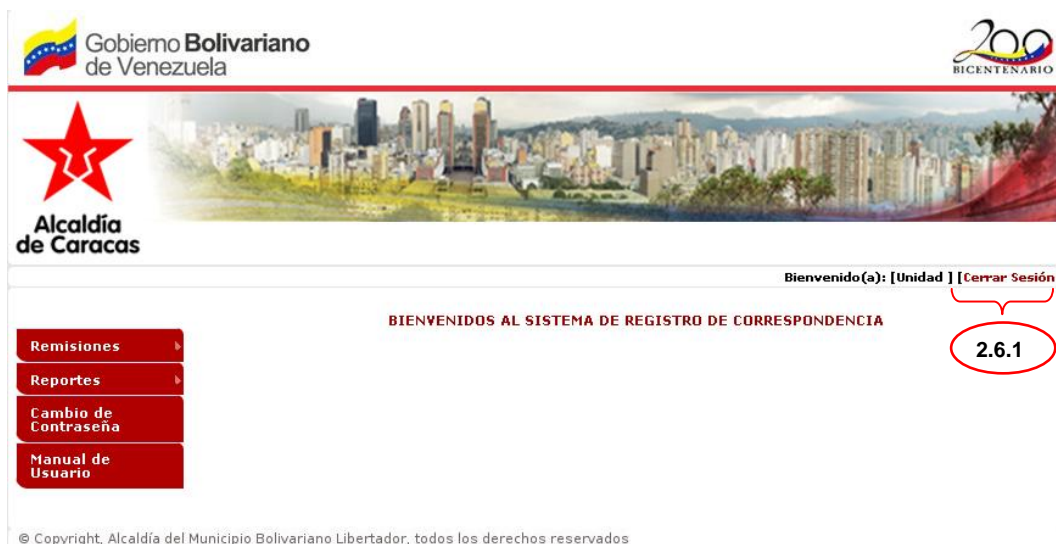 Gobierno Bolivariano
de Venezuela
200
BICENTENARIO
Alcaldía
de Caracas
Bienvenido(a): [Unidad ] [Cerrar Sesión
BIENVENIDOS AL SISTEMA DE REGISTRO DE CORRESPONDENCIA
2.6.1
Remisiones
Reportes
Cambio de
Contraseña
Manual de
Usuario
© Copyright, Alcaldía del Municipio Bolivariano Libertador, todos los derechos reservados